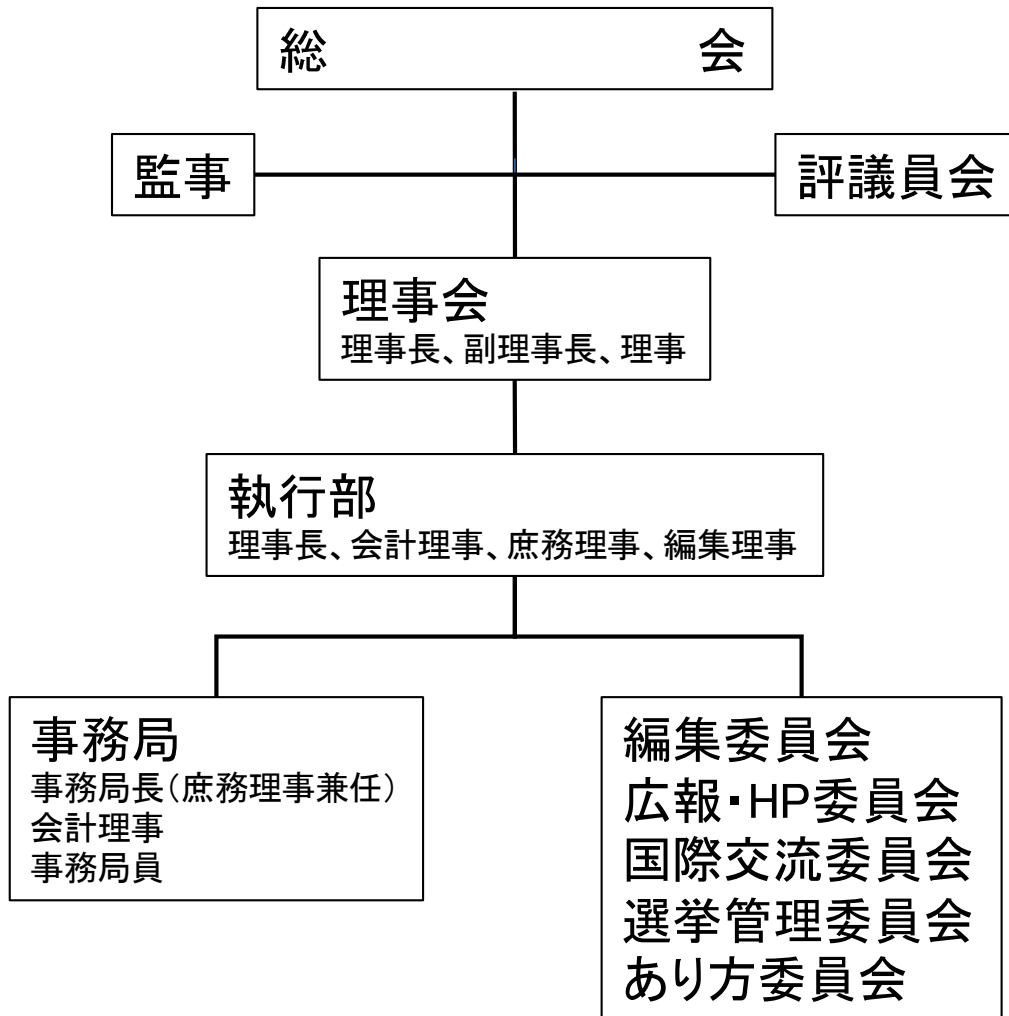 総　会
監事
評議員会
理事会
理事長、副理事長、理事
執行部
理事長、会計理事、庶務理事、編集理事
事務局
事務局長（庶務理事兼任）
会計理事
事務局員
編集委員会
広報・HP委員会
国際交流委員会
選挙管理委員会
あり方委員会